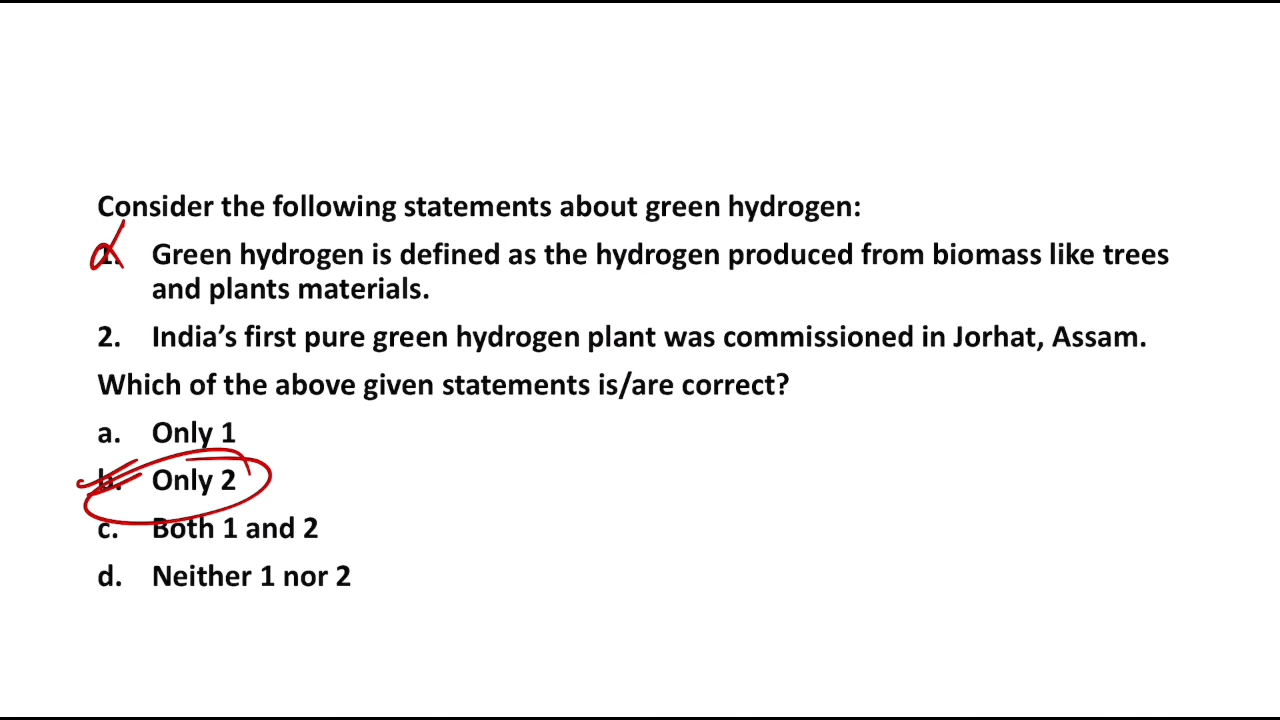 Consider the following statements about green hydrogen:
1. Green hydrogen is defined as the hydrogen produced from biomass like trees
and plants materials.
2. India's first pure green hydrogen plant was commissioned in Jorhat, Assam.
Which of the above given statements is/are correct?
a. Only 1
b. Only 2
c. Both 1 and 2
d. Neither 1 nor 2